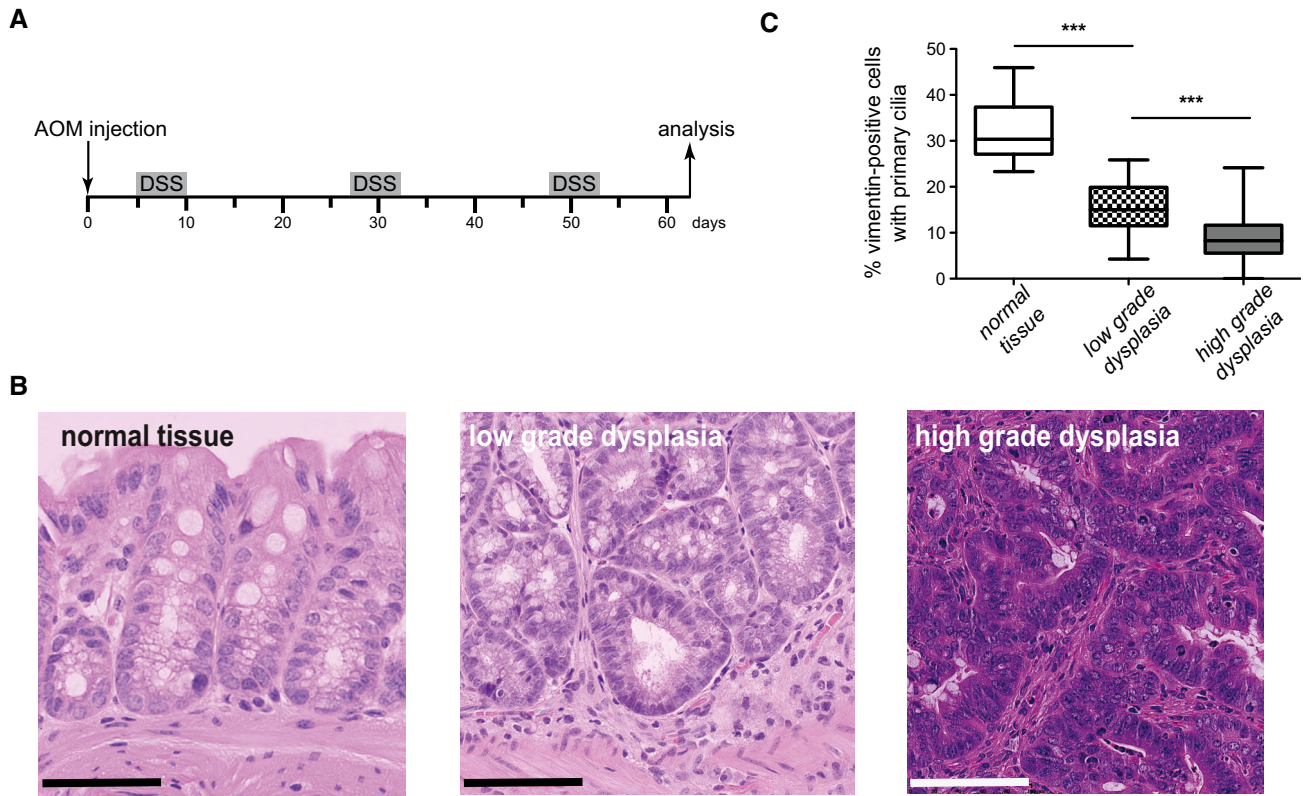 A
AOM injection
analysis
DSS DSS DSS
0 10 20 30 40 50 60 days
C
% vimentin-positive cells
with primary cilia
50
40
30
20
10
0
***
***
normal
tissue
low grade
dysplasia
high grade
dysplasia
B
normal tissue
low grade dysplasia
high grade dysplasia